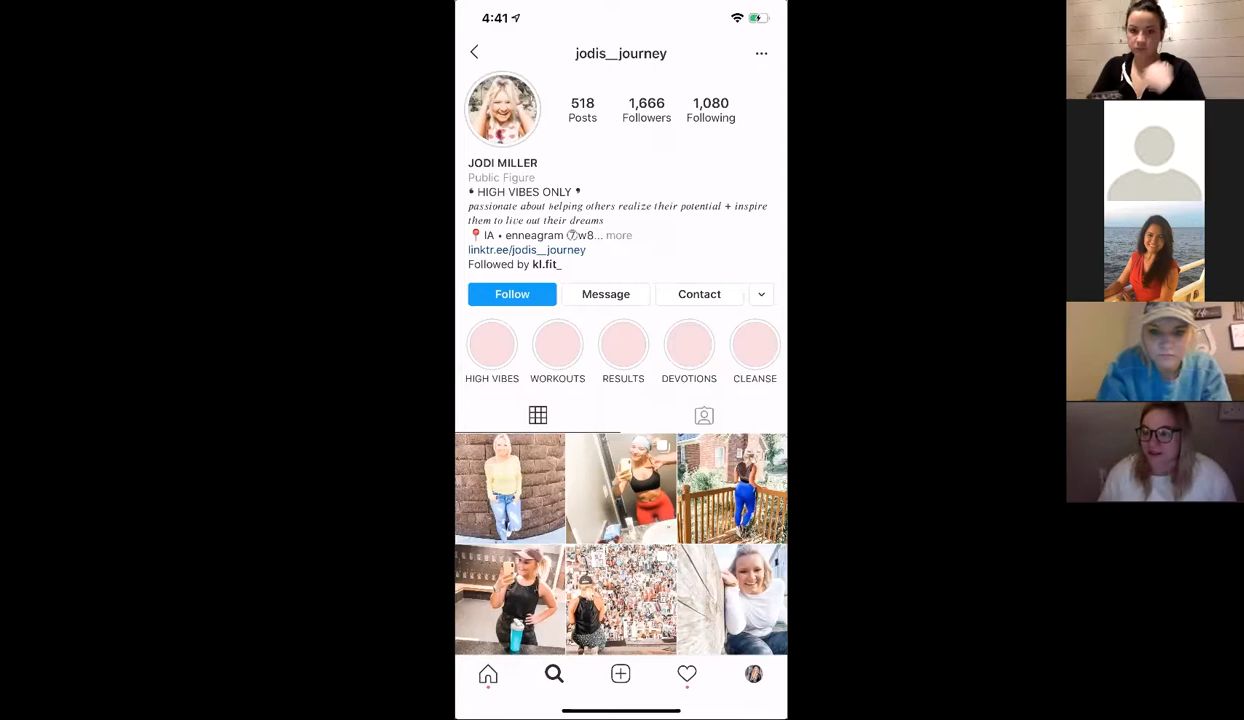 4:41
jodis__journey
518
Posts
1,666
Followers
1,080
Following
JODI MILLER
Public Figure
❛ HIGH VIBES ONLY ❜
passionate about helping others realize their potential + inspire
them to live out their dreams
📍IA • enneagram ⑦w8... more
linktr.ee/jodis__journey
Followed by kl.fit_
Follow
Message
Contact
HIGH VIBES
WORKOUTS
RESULTS
DEVOTIONS
CLEANSE